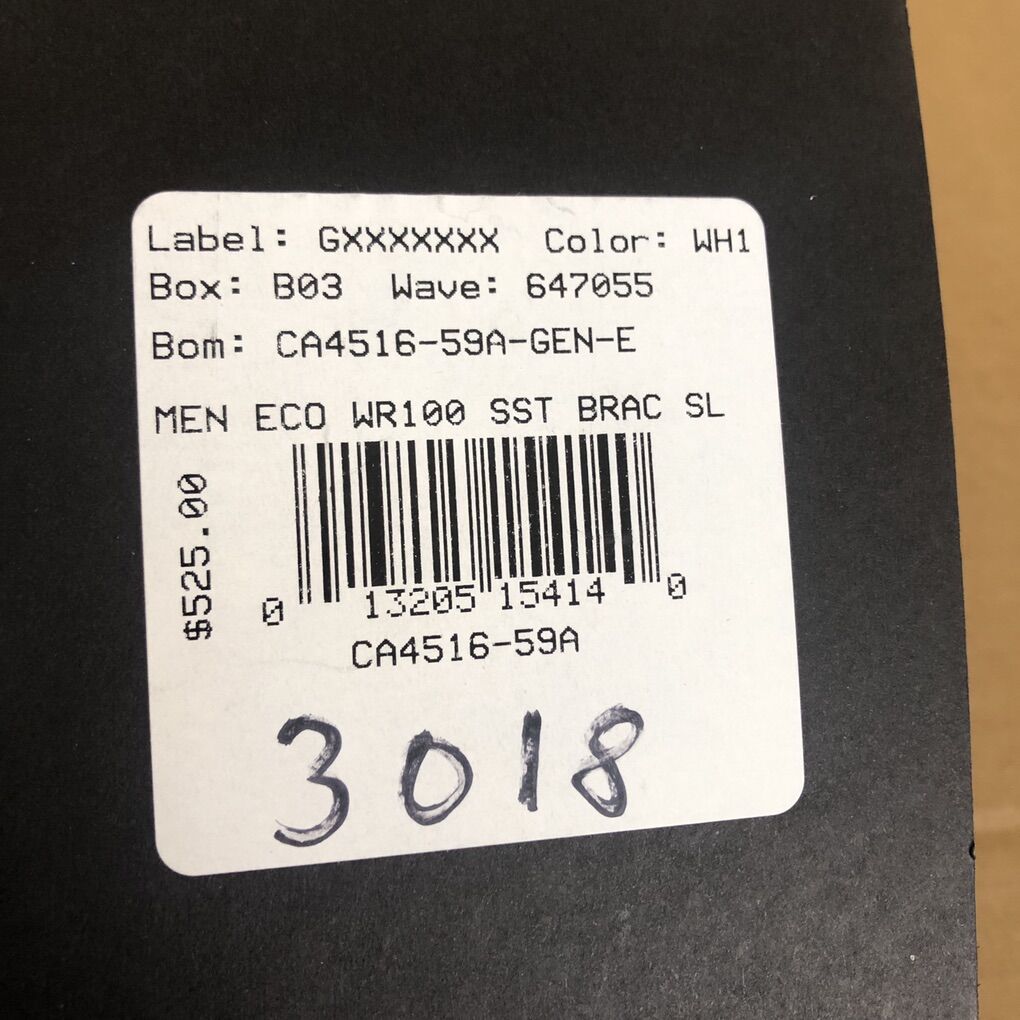 Label: GXXXXXXX Color: WH1
Box: B03 Wave: 647055
Bom: CA4516-59A-GEN-E
MEN ECO WR100 SST BRAC SL
$525.00
0 13205 15414 0
CA4516-59A
3018